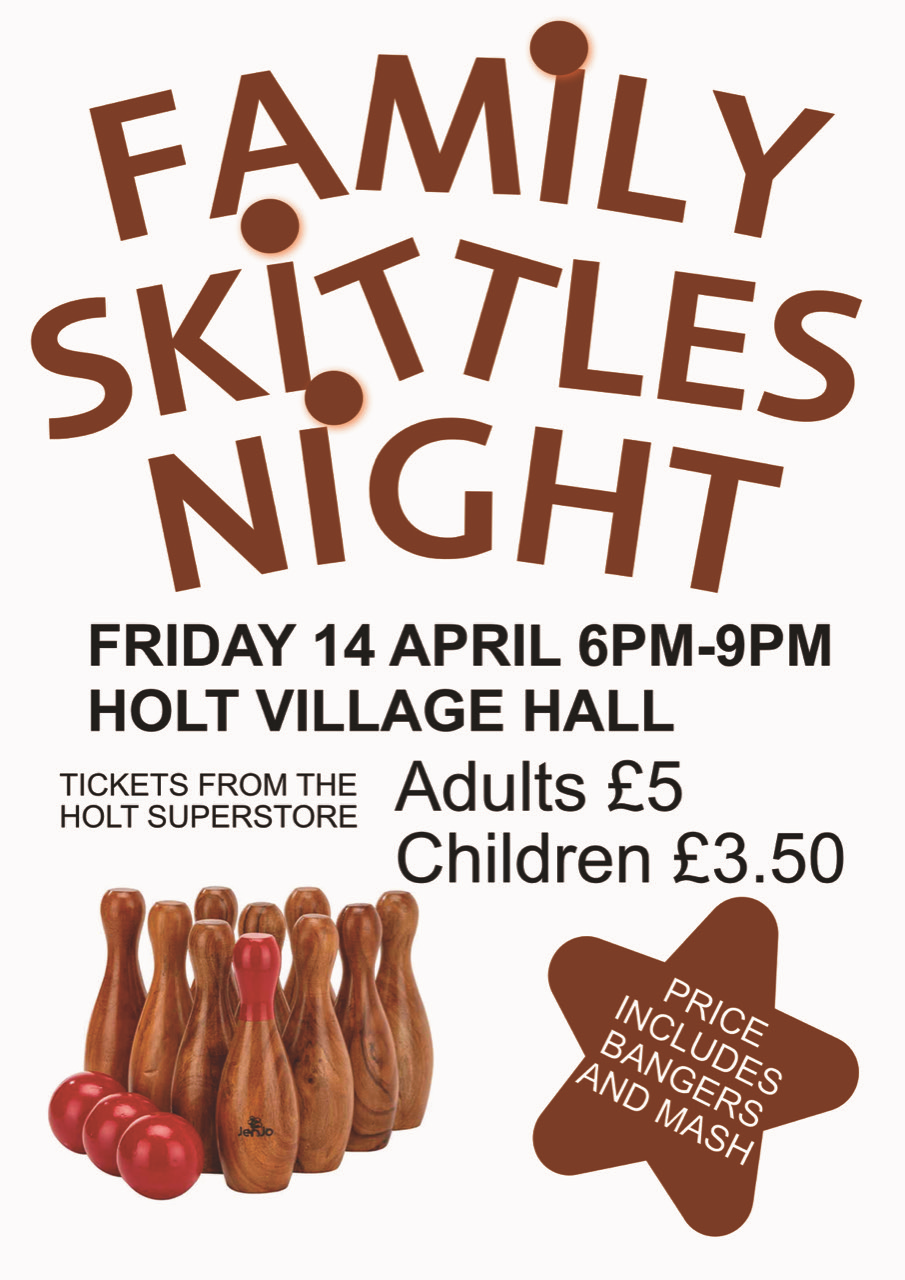 FAMiLY
SKiTTLES
NiGHT
FRIDAY 14 APRIL 6PM-9PM
HOLT VILLAGE HALL
TICKETS FROM THE
HOLT SUPERSTORE
Adults £5
Children £3.50
PRICE
INCLUDES
BANGERS
AND MASH
Jenjo